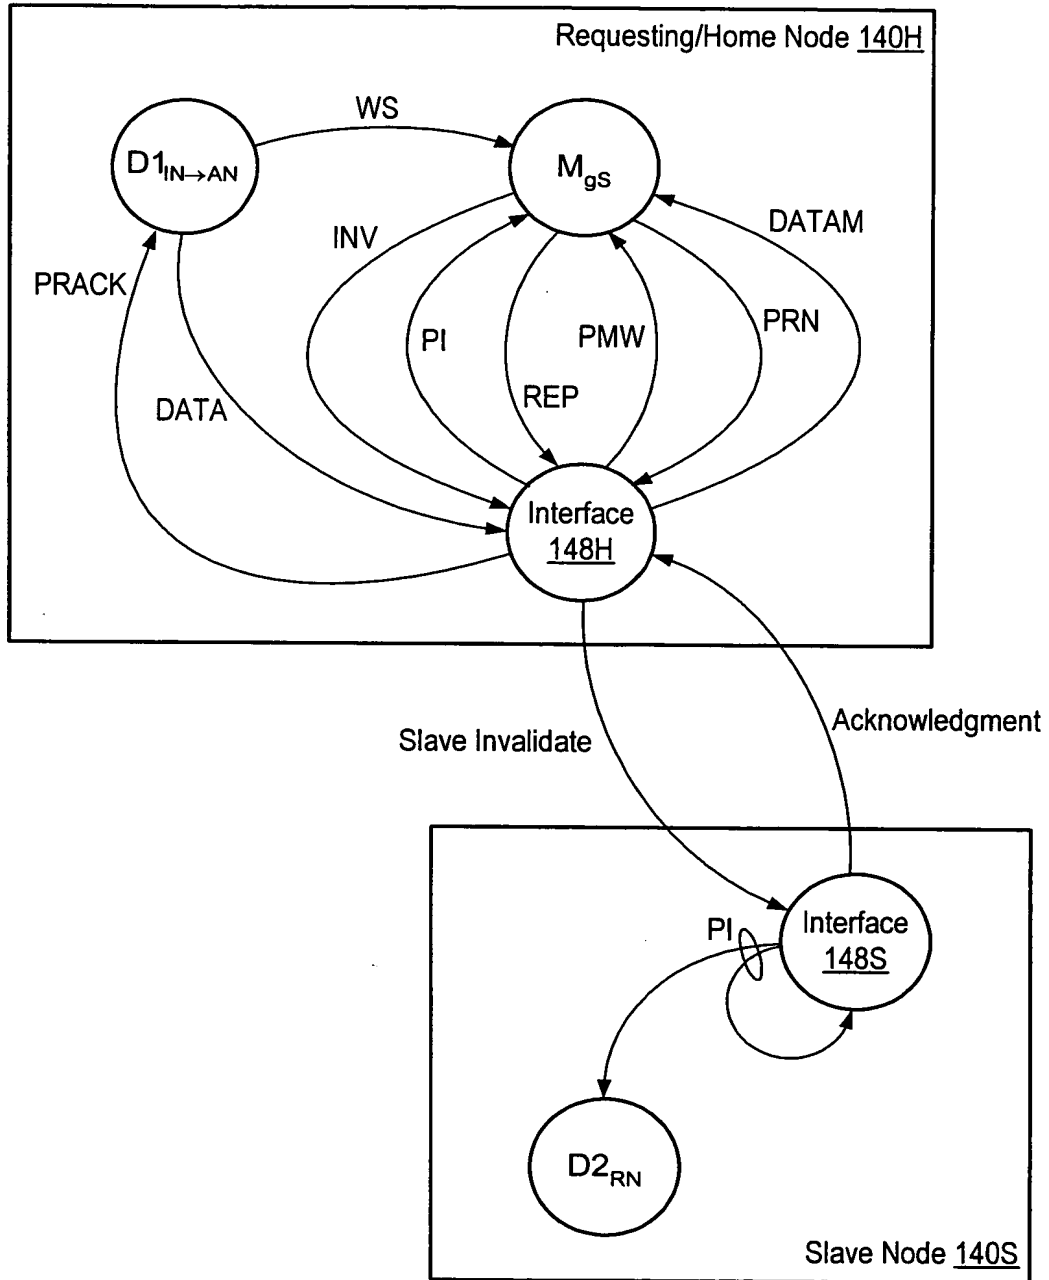 Requesting/Home Node 140H
WS
D1IN→AN
MgS
DATAM
INV
PRACK
PRN
PI
PMW
REP
DATA
Interface
148H
Acknowledgment
Slave Invalidate
Interface
148S
PI
D2RN
Slave Node 140S